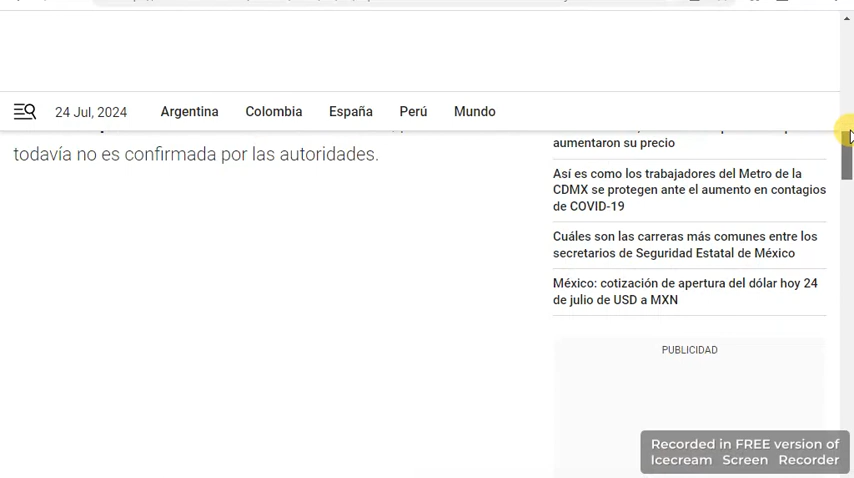 24 Jul, 2024
Argentina
Colombia
España
Perú
Mundo
todavía no es confirmada por las autoridades.
aumentaron su precio
Así es como los trabajadores del Metro de la
CDMX se protegen ante el aumento en contagios
de COVID-19
Cuáles son las carreras más comunes entre los
secretarios de Seguridad Estatal de México
México: cotización de apertura del dólar hoy 24
de julio de USD a MXN
PUBLICIDAD
Recorded in FREE version of
Icecream Screen Recorder